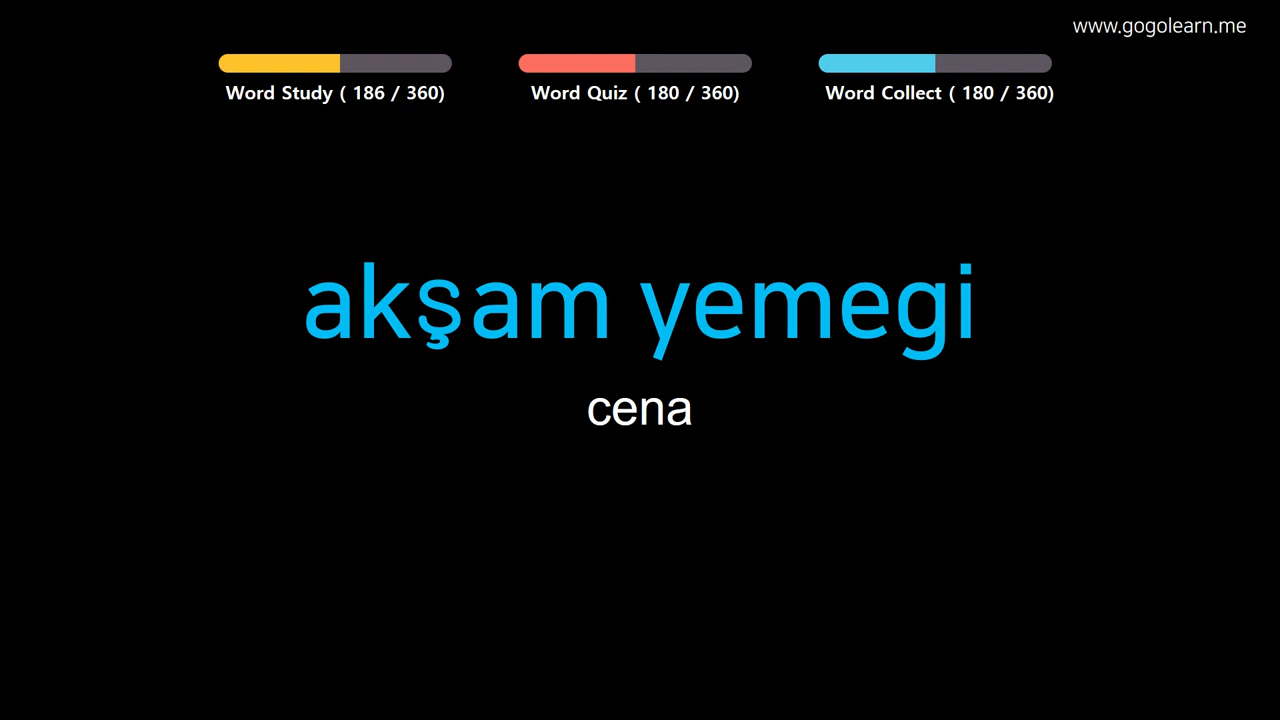 www.gogolearn.me
Word Study ( 186 / 360)
Word Quiz ( 180 / 360)
Word Collect ( 180 / 360)
akşam yemegi
cena